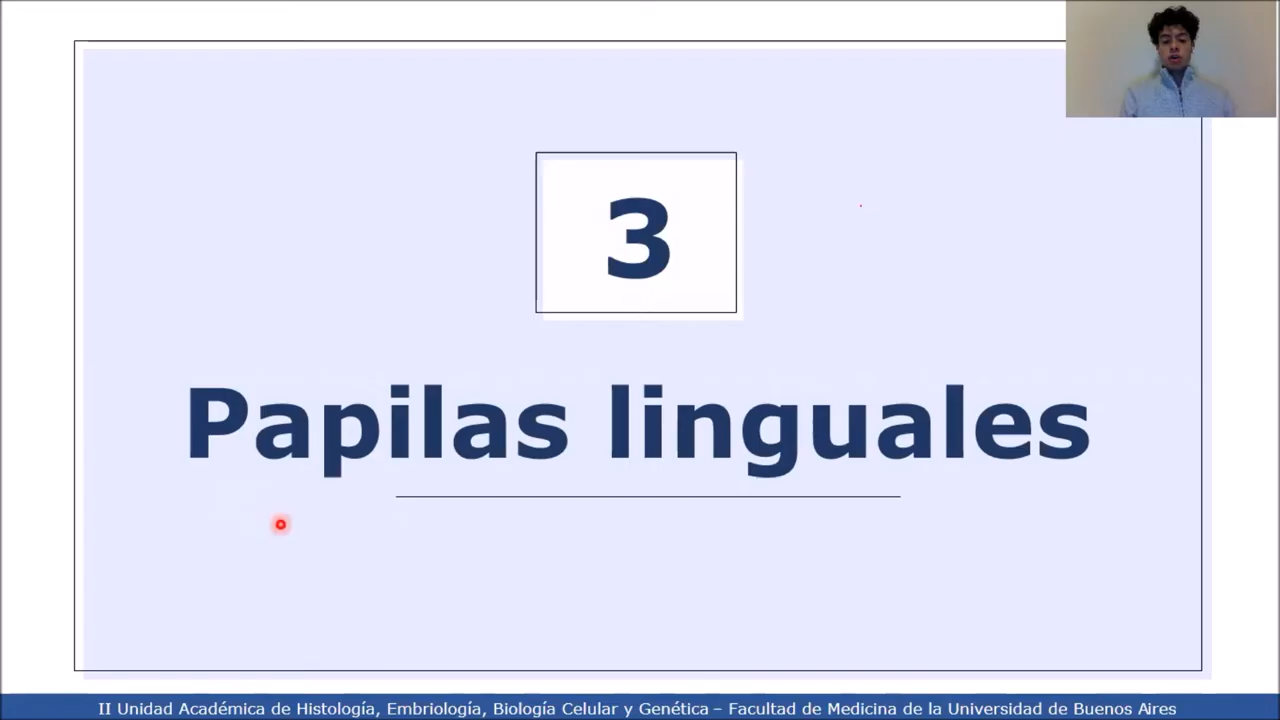 3
Papilas linguales
II Unidad Académica de Histología, Embriología, Biología Celular y Genética – Facultad de Medicina de la Universidad de Buenos Aires